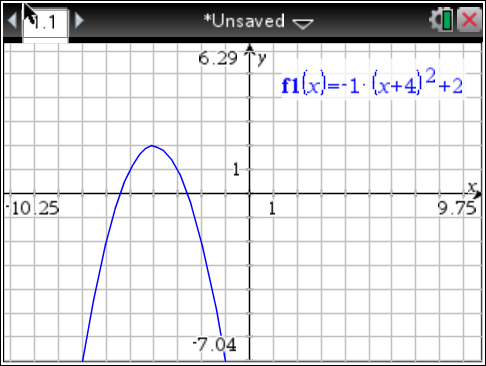 1.1
*Unsaved
6.29
y
f1(x)=-1·(x+4)²+2
1
x
-10.25
1
9.75
-7.04